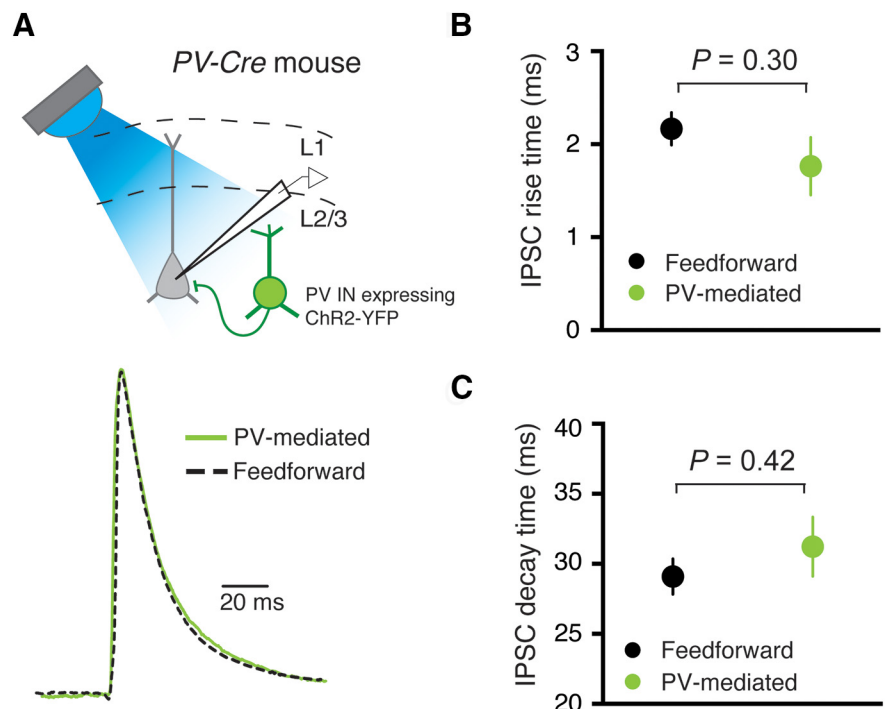 A
PV-Cre mouse
L1
L2/3
PV IN expressing
ChR2-YFP
PV-mediated
Feedforward
20 ms
B
IPSC rise time (ms)
3
2
1
0
P = 0.30
Feedforward
PV-mediated
C
IPSC decay time (ms)
40
35
30
25
20
P = 0.42
Feedforward
PV-mediated